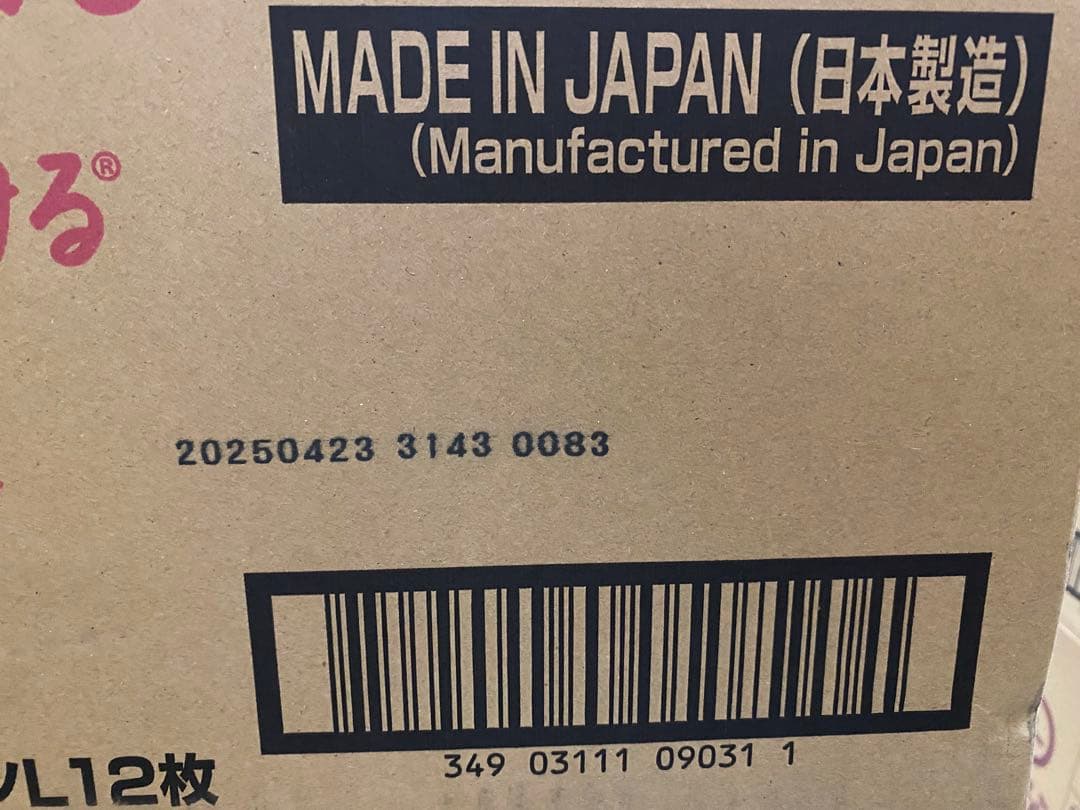 MADE IN JAPAN (日本製造)
(Manufactured in Japan)
ける®
20250423 3143 0083
349 03111 09031 1
L12枚